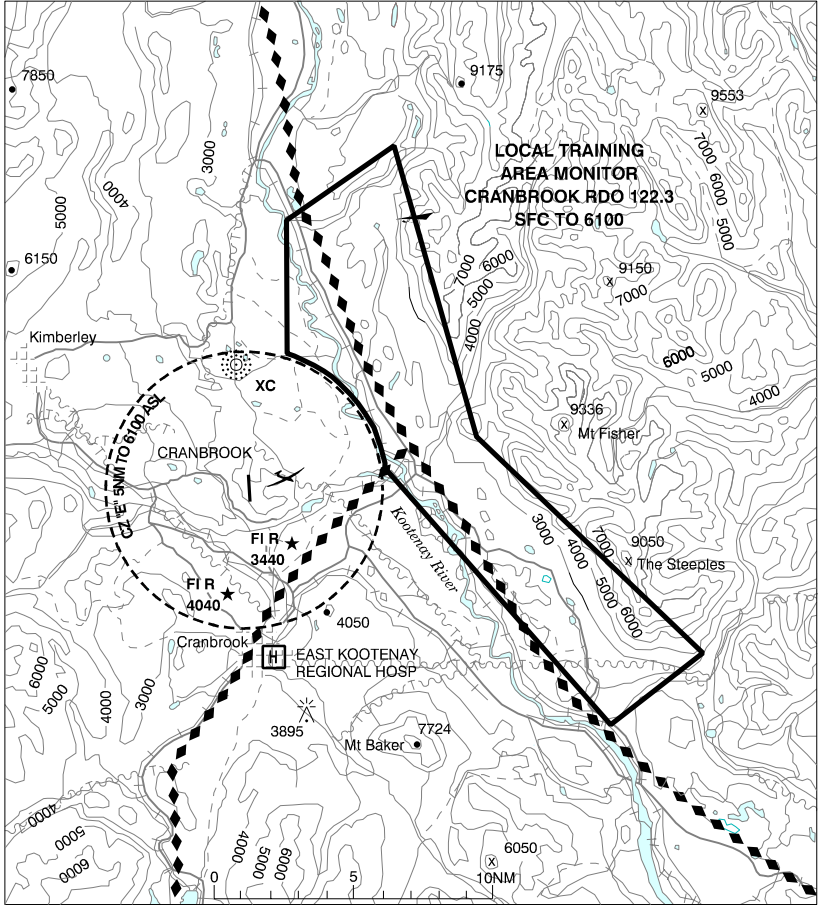 7850
9175
9553
LOCAL TRAINING
AREA MONITOR
CRANBROOK RDO 122.3
SFC TO 6100
3000
4000
5000
7000
6000
5000
6150
7000
6000
5000
4000
9150
7000
Kimberley
6000
5000
4000
XC
CZ "E" 5NM TO 6100 ASL
9336
Mt Fisher
CRANBROOK
Kootenay River
3000
4000
5000
6000
7000
9050
The Steeples
FI R
3440
FI R
4040
4050
Cranbrook
H
EAST KOOTENAY
REGIONAL HOSP
6000
5000
4000
3000
3895
Mt Baker
7724
4000
5000
6000
4000
5000
6000
6050
0
5
10NM